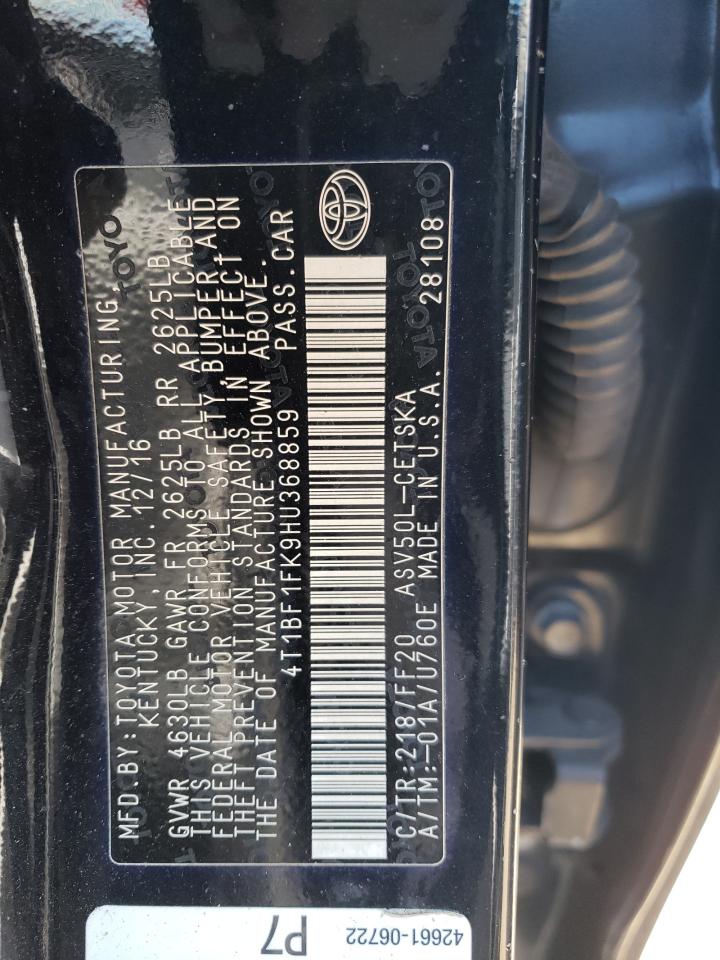 MFD. BY: TOYOTA MOTOR MANUFACTURING,
KENTUCKY, INC. 12/16
GVWR 4630LB GAWR FR 2625LB RR 2625LB
THIS VEHICLE CONFORMS TO ALL APPLICABLE
FEDERAL MOTOR VEHICLE SAFETY, BUMPER AND
THEFT PREVENTION STANDARDS IN EFFECT ON
THE DATE OF MANUFACTURE SHOWN ABOVE.
4T1BF1FK9HU368859 PASS.CAR
C/TR:218/FF20 ASV50L-CETSKA
A/TM:-01A/U760E MADE IN U.S.A. 28108
TOYOTA
TOYOTA
TOYOTA
P7
42661-06722